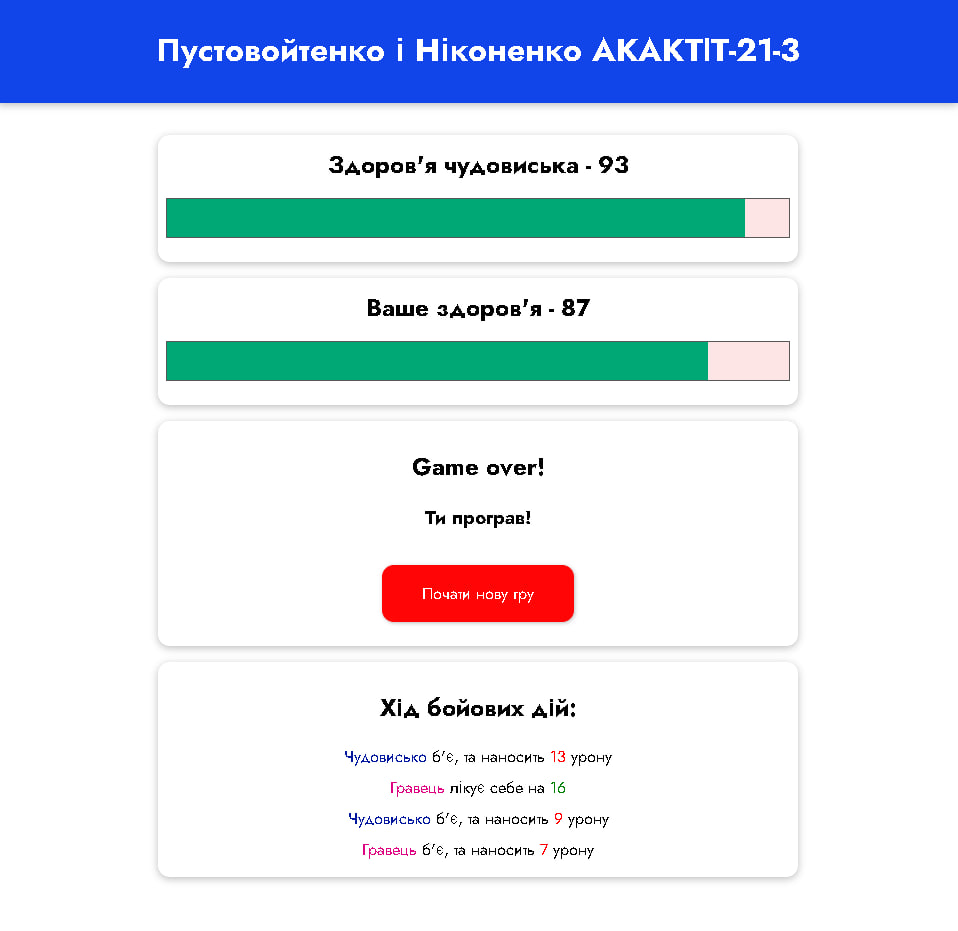 Пустовойтенко і Ніконенко АКАКТІТ-21-3
Здоров'я чудовиська - 93
Ваше здоров'я - 87
Game over!
Ти програв!
Почати нову гру
Хід бойових дій:
Чудовисько б'є, та наносить 13 урону
Гравець лікує себе на 16
Чудовисько б'є, та наносить 9 урону
Гравець б'є, та наносить 7 урону